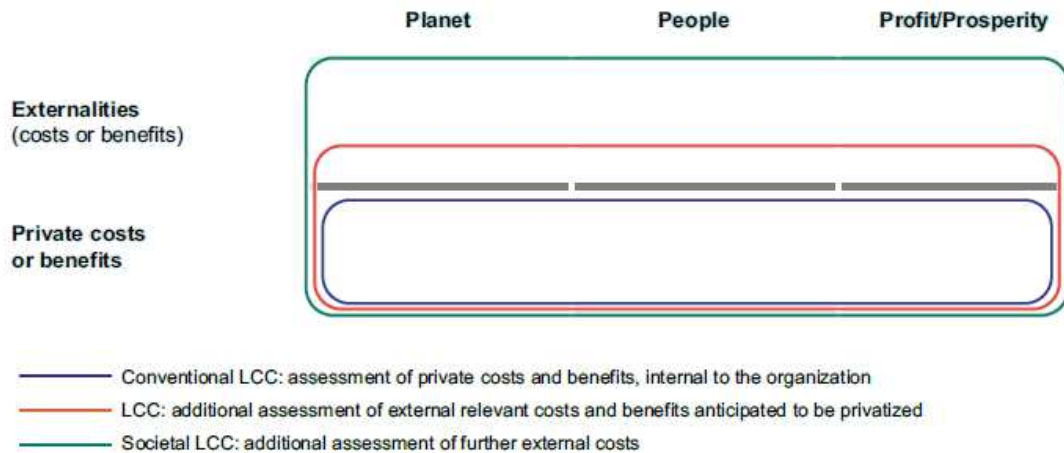 Planet People Profit/Prosperity
Externalities
(costs or benefits)
Private costs
or benefits
Conventional LCC: assessment of private costs and benefits, internal to the organization
LCC: additional assessment of external relevant costs and benefits anticipated to be privatized
Societal LCC: additional assessment of further external costs